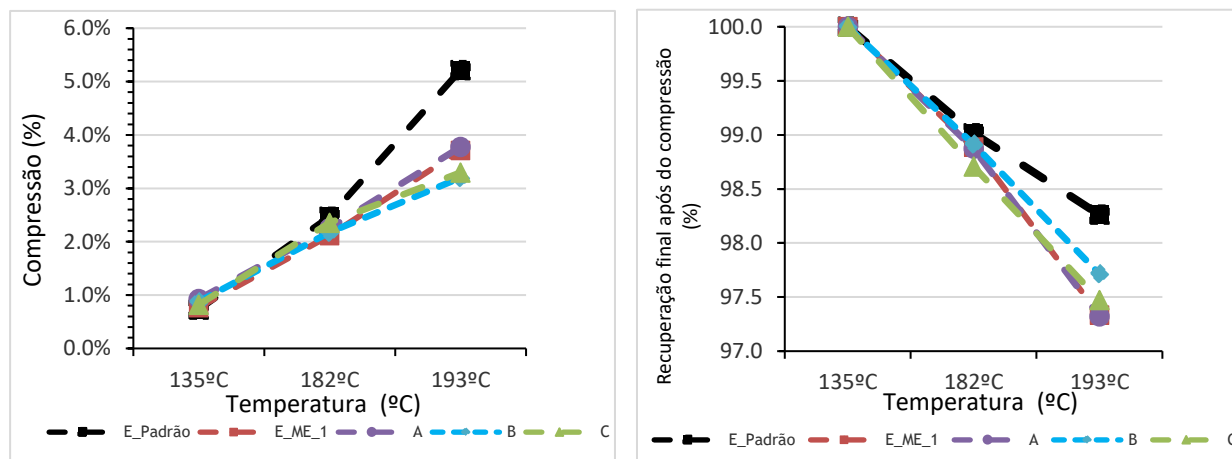 6.0%
5.0%
4.0%
3.0%
2.0%
1.0%
0.0%
Compressão (%)
135ºC 182ºC 193ºC
Temperatura (ºC)
E_Padrão E_ME_1 A B C
100.0
99.5
99.0
98.5
98.0
97.5
97.0
Recuperação final após do compressão
(%)
135ºC 182ºC 193ºC
Temperatura (ºC)
E_Padrão E_ME_1 A B C